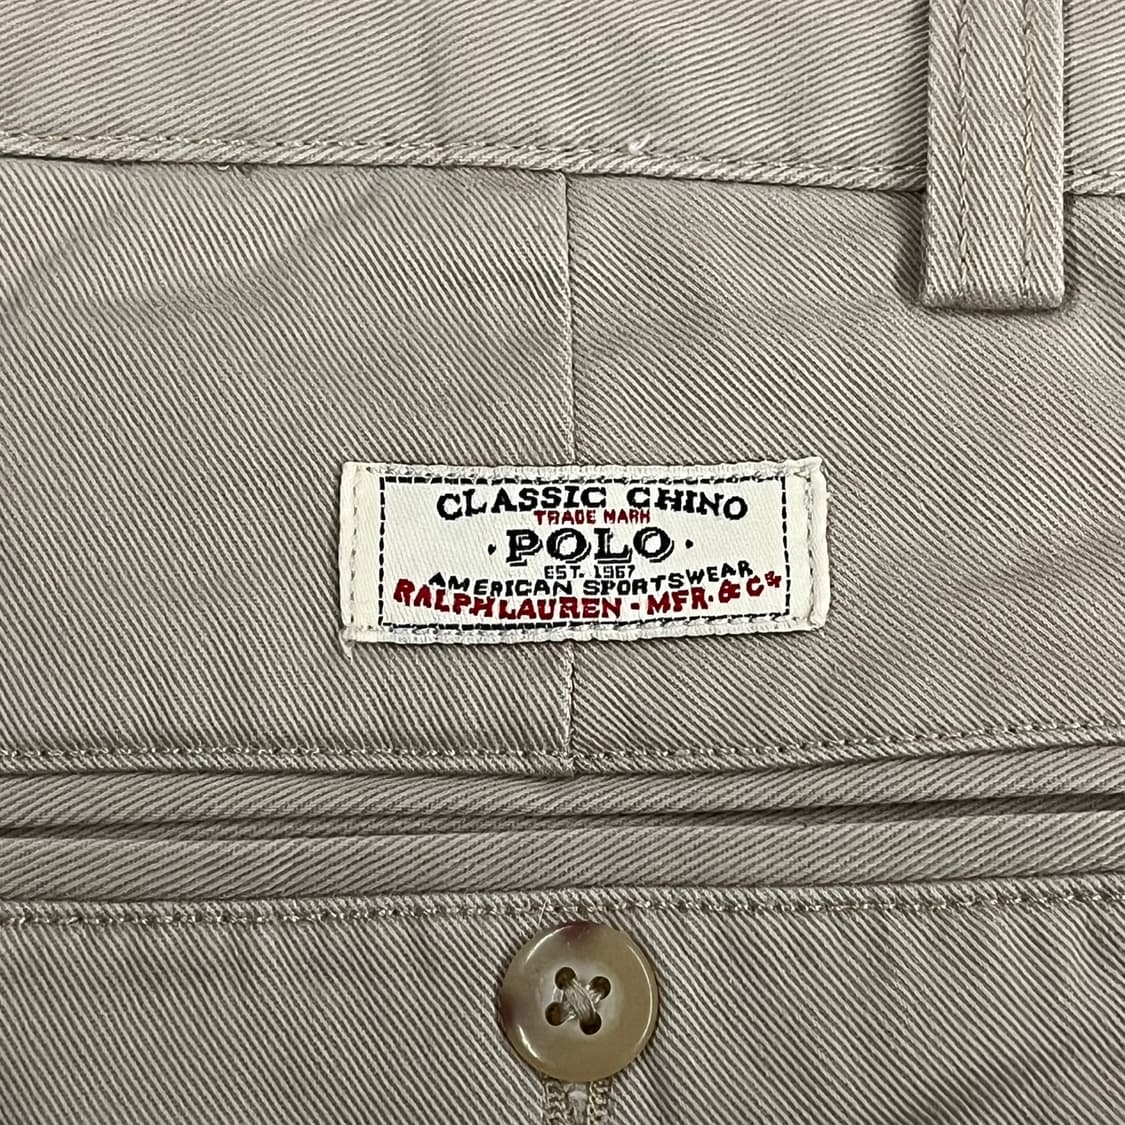 CLASSIC CHINO
TRADE MARK
· POLO ·
EST. 1967
AMERICAN SPORTSWEAR
RALPH LAUREN - MFR. & Co